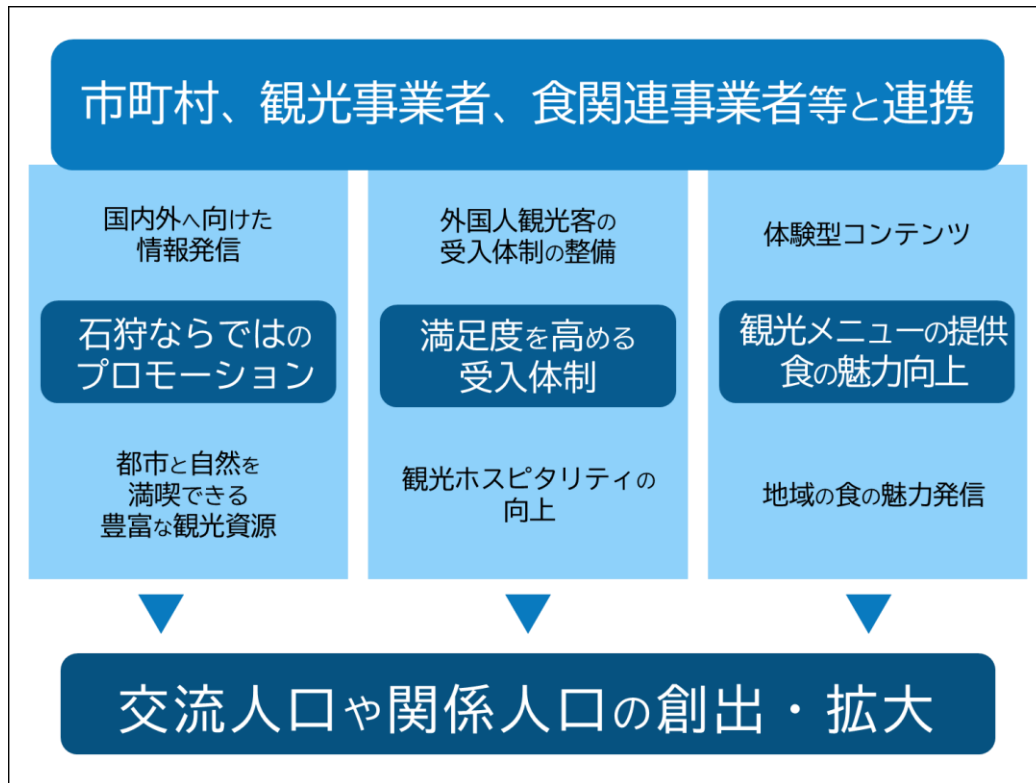 市町村、観光事業者、食関連事業者等と連携
国内外へ向けた
情報発信
石狩ならではの
プロモーション
都市と自然を
満喫できる
豊富な観光資源
外国人観光客の
受入体制の整備
満足度を高める
受入体制
観光ホスピタリティの
向上
体験型コンテンツ
観光メニューの提供
食の魅力向上
地域の食の魅力発信
交流人口や関係人口の創出・拡大